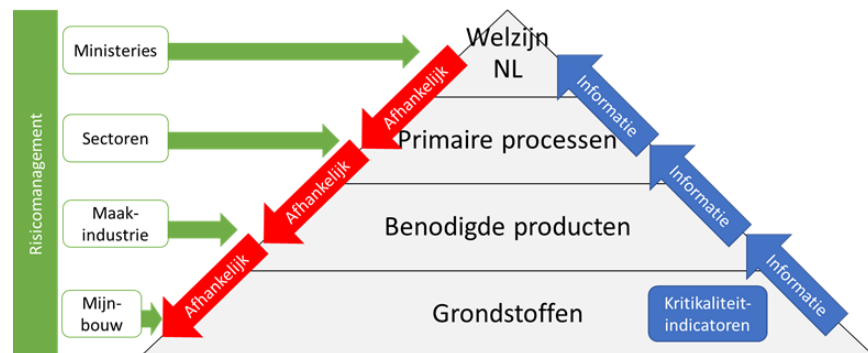 Risicomanagement
Ministeries
Sectoren
Maak-
industrie
Mijn-
bouw
Afhankelijk
Afhankelijk
Afhankelijk
Welzijn
NL
Primaire processen
Benodigde producten
Grondstoffen
Informatie
Informatie
Informatie
Kritikaliteit-
indicatoren